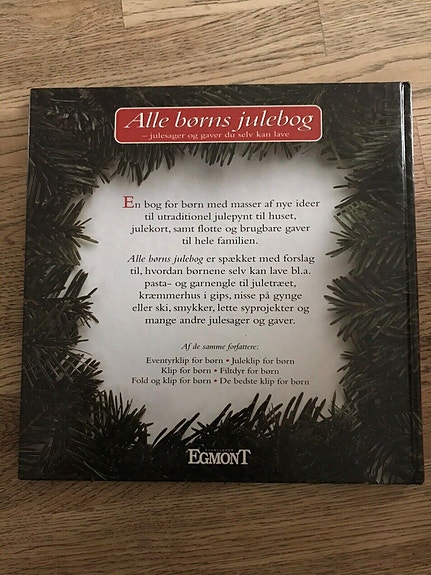 Alle børns julebog
– julesager og gaver du selv kan lave
En bog for børn med masser af nye ideer
til utraditionel julepynt til huset,
julekort, samt flotte og brugbare gaver
til hele familien.
Alle børns julebog er spækket med forslag
til, hvordan børnene selv kan lave bl.a.
pasta- og garnengle til juletræet,
kræmmerhus i gips, nisse på gynge
eller ski, smykker, lette syprojekter og
mange andre julesager og gaver.
Af de samme forfattere:
Eventyrklip for børn • Juleklip for børn
Klip for børn • Filtdyr for børn
Fold og klip for børn • De bedste klip for børn
EGMONT